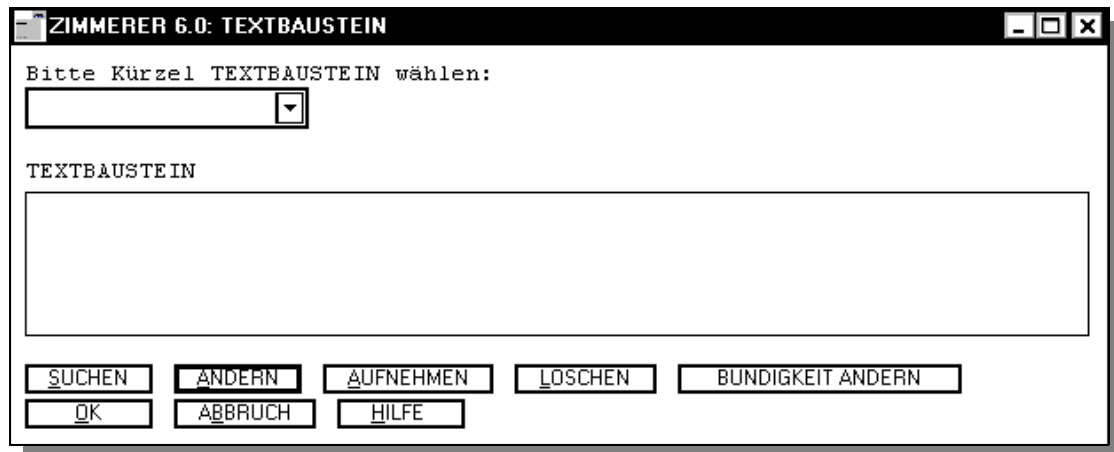 ZIMMERER 6.0: TEXTBAUSTEIN
Bitte Kürzel TEXTBAUSTEIN wählen:
TEXTBAUSTEIN
SUCHEN ANDERN AUFNEHMEN LOSCHEN BUNDIGKEIT ANDERN
OK ABBRUCH HILFE